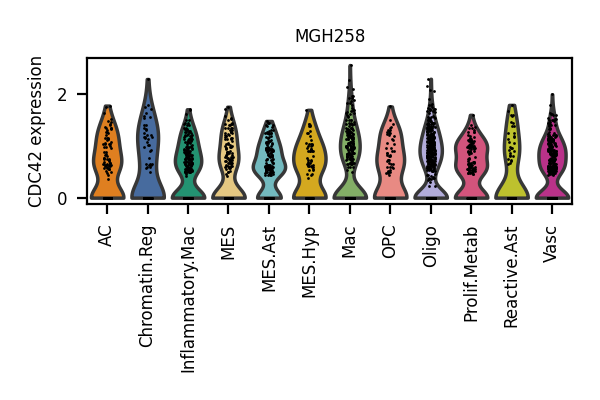 MGH258
CDC42 expression
2
0
AC
Chromatin.Reg
Inflammatory.Mac
MES
MES.Ast
MES.Hyp
Mac
OPC
Oligo
Prolif.Metab
Reactive.Ast
Vasc